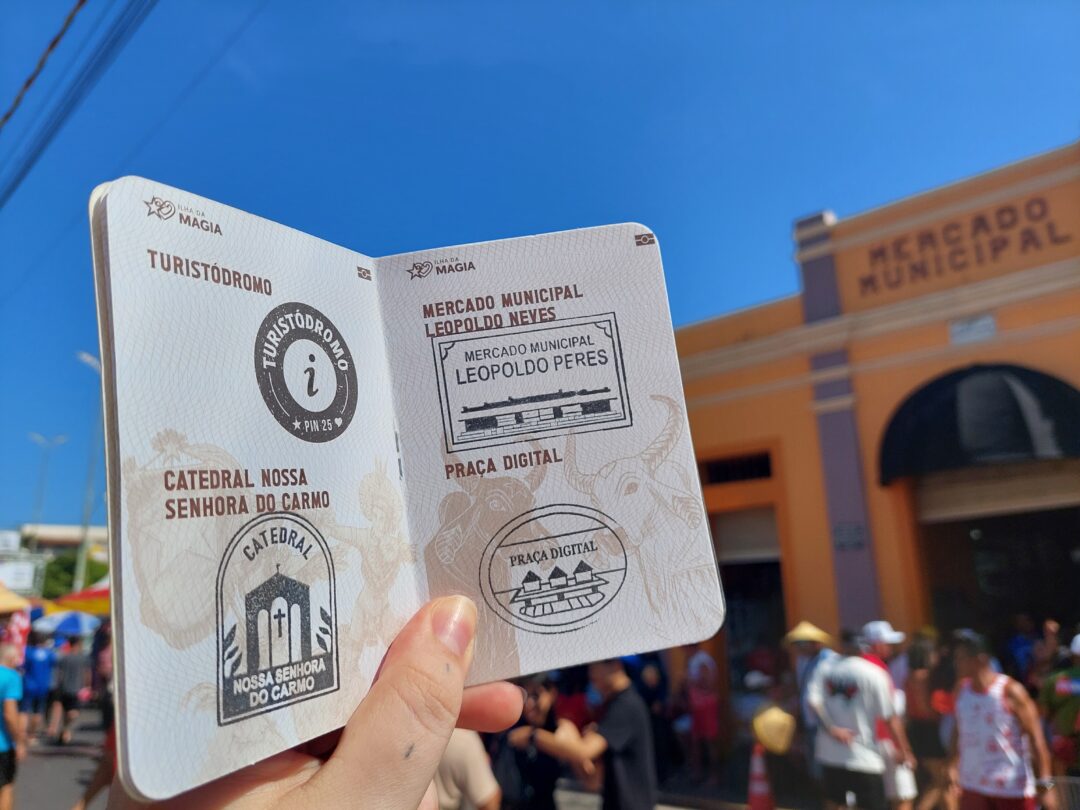 ILHA DA
MAGIA
TURISTÓDROMO
TURISTÓDROMO
i
PIN 25
CATEDRAL NOSSA
SENHORA DO CARMO
CATEDRAL
NOSSA SENHORA
DO CARMO
ILHA DA
MAGIA
MERCADO MUNICIPAL
LEOPOLDO NEVES
MERCADO MUNICIPAL
LEOPOLDO PERES
PRAÇA DIGITAL
PRAÇA DIGITAL
MERCADO
MUNICIPAL